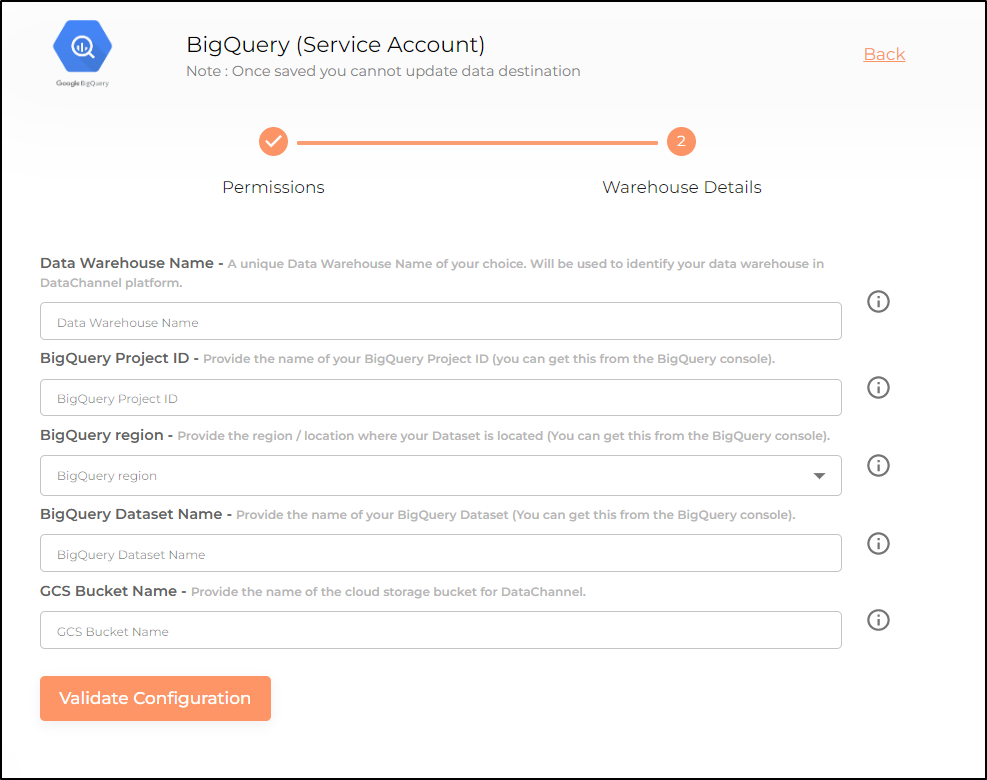 BigQuery (Service Account)
Back
Note : Once saved you cannot update data destination
Google BigQuery
2
Permissions
Warehouse Details
Data Warehouse Name - A unique Data Warehouse Name of your choice. Will be used to identify your data warehouse in
DataChannel platform.
Data Warehouse Name
BigQuery Project ID - Provide the name of your BigQuery Project ID (you can get this from the BigQuery console).
BigQuery Project ID
BigQuery region - Provide the region / location where your Dataset is located (You can get this from the BigQuery console).
BigQuery region
BigQuery Dataset Name - Provide the name of your BigQuery Dataset (You can get this from the BigQuery console).
BigQuery Dataset Name
GCS Bucket Name - Provide the name of the cloud storage bucket for DataChannel.
GCS Bucket Name
Validate Configuration